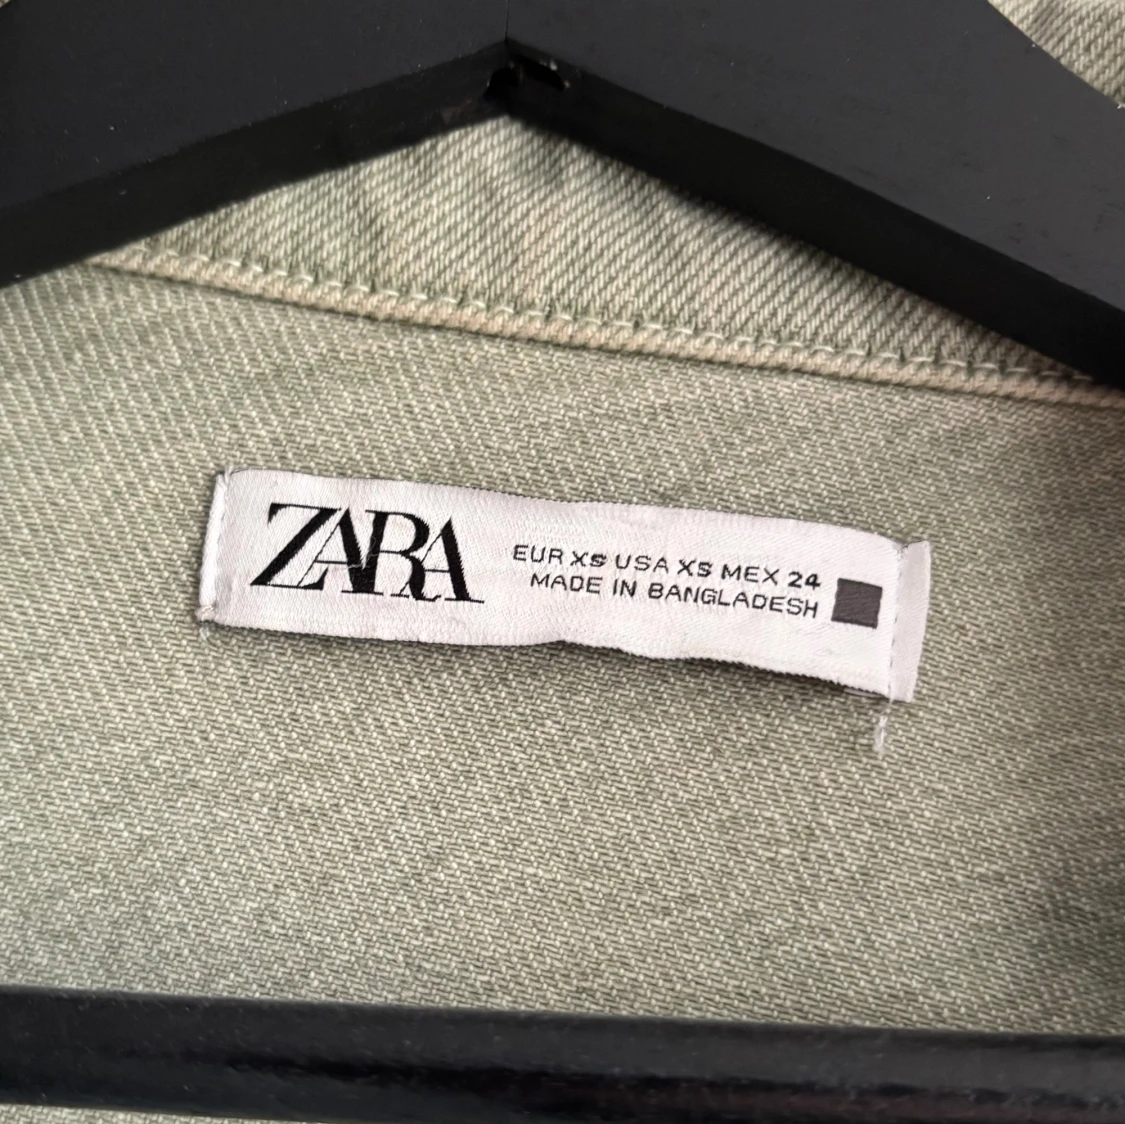 ZARA
EUR XS USA XS MEX 24
MADE IN BANGLADESH